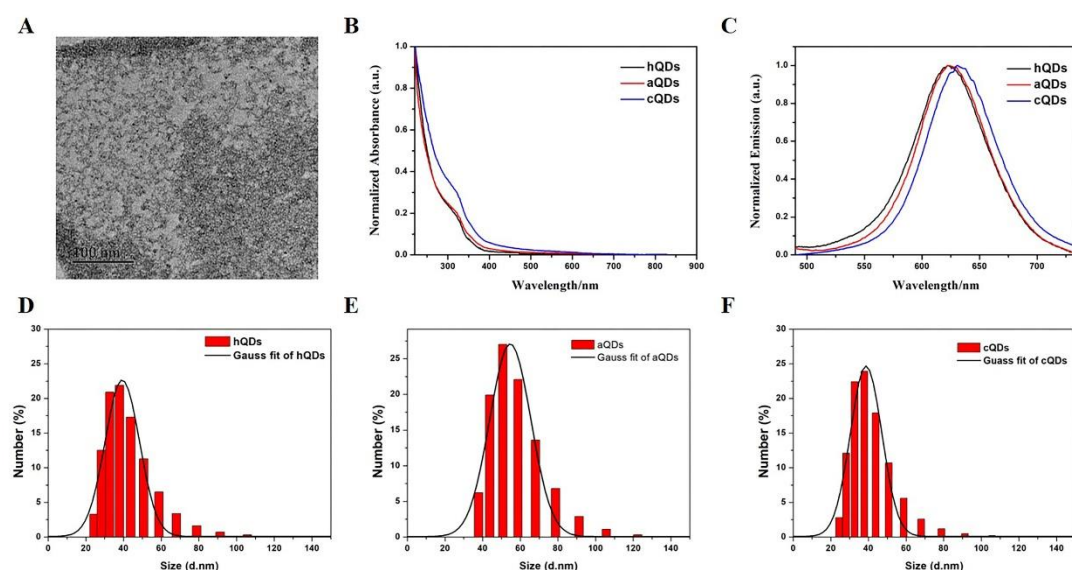 A
100 nm
B
Normalized Absorbance (a.u.)
1.0
0.8
0.6
0.4
0.2
0.0
hQDs
aQDs
cQDs
300 400 500 600 700 800 900
Wavelength/nm
C
Normalized Emission (a.u.)
1.0
0.8
0.6
0.4
0.2
0.0
hQDs
aQDs
cQDs
500 550 600 650 700
Wavelength/nm
D
Number (%)
30
25
20
15
10
5
0
hQDs
Gauss fit of hQDs
0 20 40 60 80 100 120 140
Size (d.nm)
E
Number (%)
25
20
15
10
5
0
aQDs
Gauss fit of aQDs
0 20 40 60 80 100 120 140
Size (d.nm)
F
Number (%)
30
25
20
15
10
5
0
cQDs
Guass fit of cQDs
0 20 40 60 80 100 120 140
Size (d.nm)